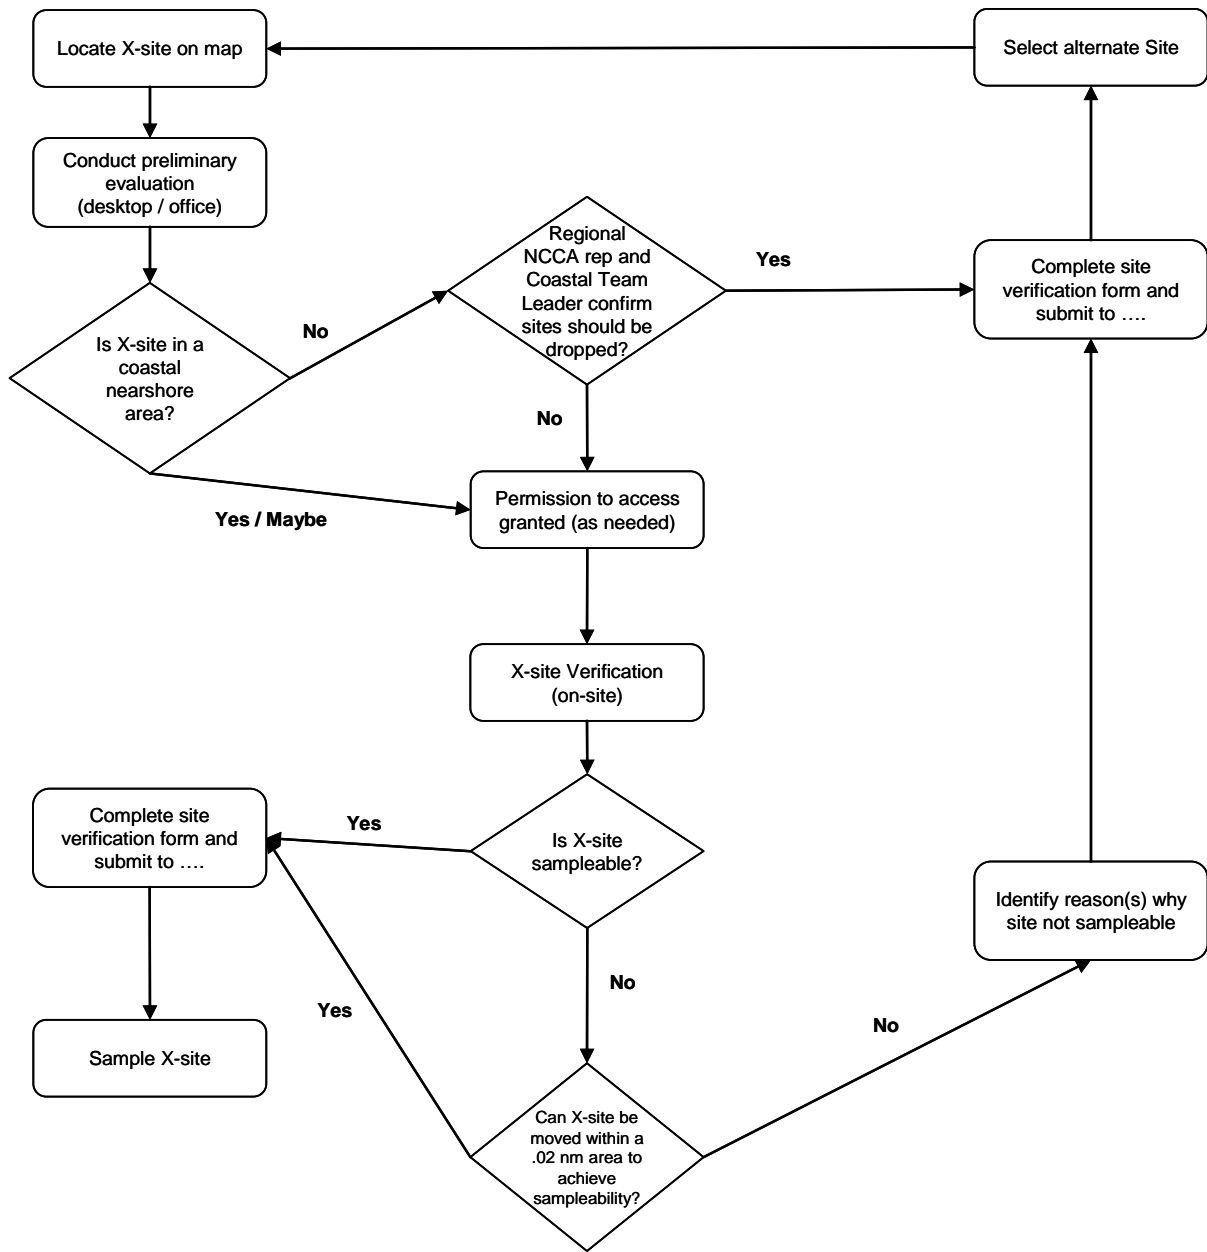 Locate X-site on map
Select alternate Site
Conduct preliminary
evaluation
(desktop / office)
Regional
NCCA rep and
Coastal Team
Leader confirm
sites should be
dropped?
Yes
Complete site
verification form and
submit to ….
Is X-site in a
coastal
nearshore
area?
No
No
Yes / Maybe
Permission to access
granted (as needed)
X-site Verification
(on-site)
Complete site
verification form and
submit to ….
Yes
Is X-site
sampleable?
Identify reason(s) why
site not sampleable
No
Yes
No
Sample X-site
Can X-site be
moved within a
.02 nm area to
achieve
sampleability?